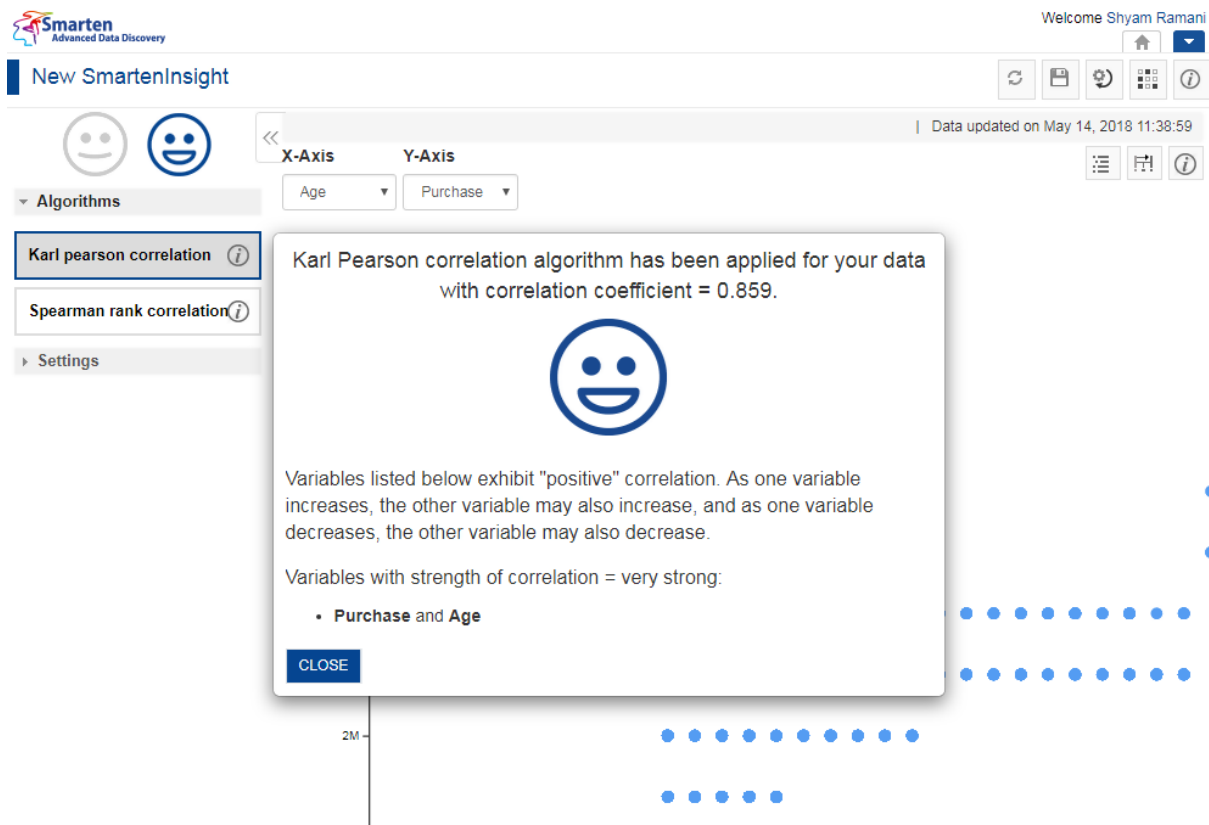 Smarten
Advanced Data Discovery
Welcome Shyam Ramani
New SmartenInsight
| Data updated on May 14, 2018 11:38:59
X-Axis Y-Axis
Age Purchase
Algorithms
Karl pearson correlation
Spearman rank correlation
Settings
Karl Pearson correlation algorithm has been applied for your data
with correlation coefficient = 0.859.
Variables listed below exhibit "positive" correlation. As one variable
increases, the other variable may also increase, and as one variable
decreases, the other variable may also decrease.
Variables with strength of correlation = very strong:
• Purchase and Age
CLOSE
2M